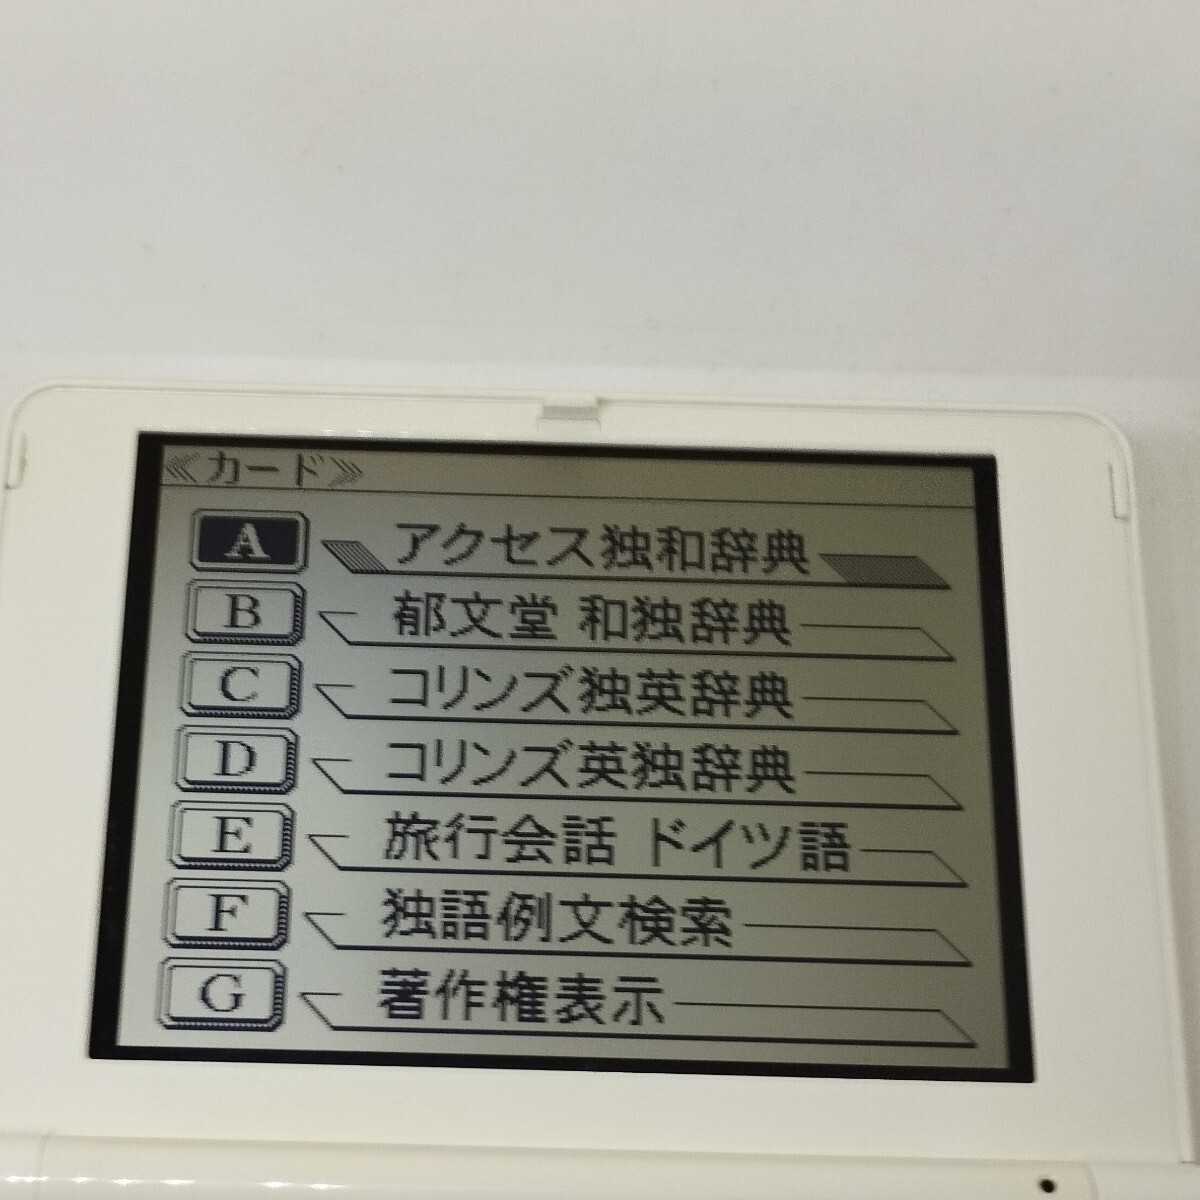 ≪カード≫
A アクセス独和辞典
B 郁文堂 和独辞典
C コリンズ独英辞典
D コリンズ英独辞典
E 旅行会話 ドイツ語
F 独語例文検索
G 著作権表示